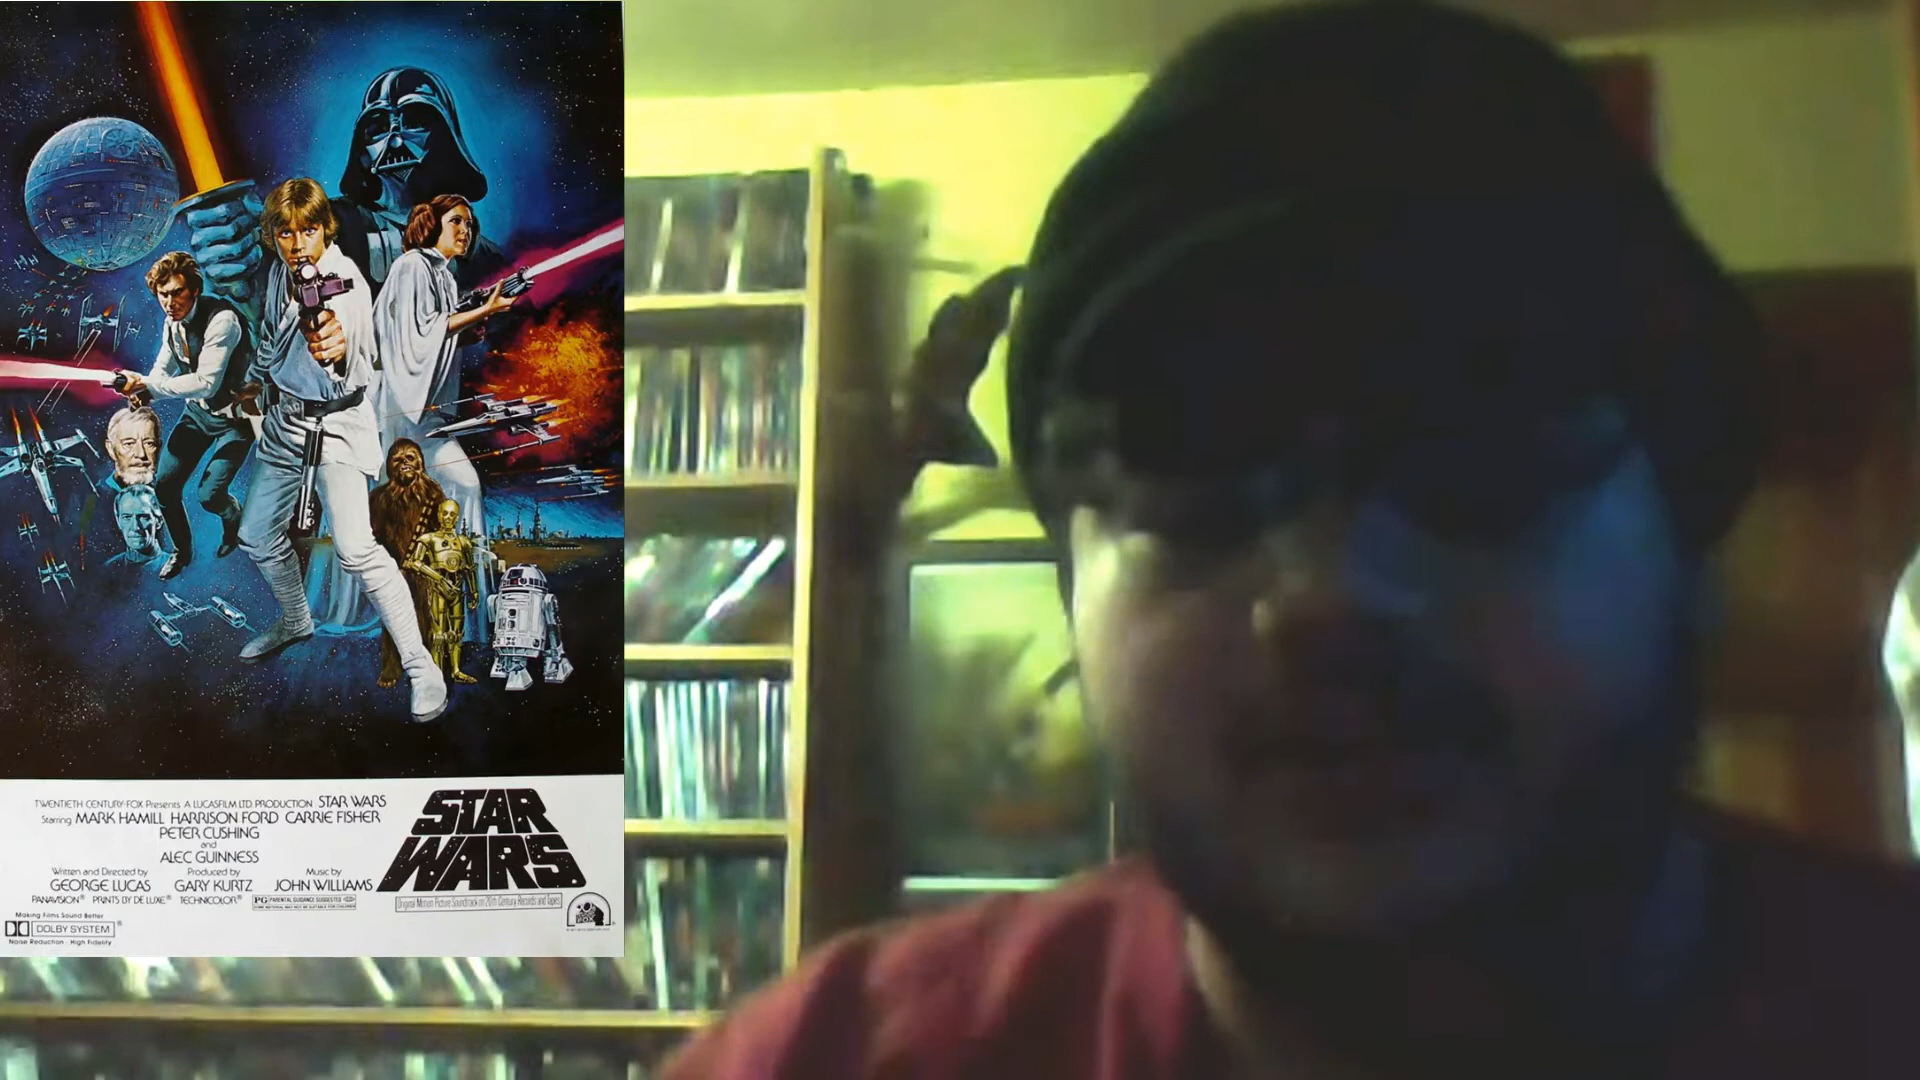 TWENTIETH CENTURY-FOX Presents A LUCASFILM LTD. PRODUCTION STAR WARS
Starring MARK HAMILL HARRISON FORD CARRIE FISHER
PETER CUSHING
and
ALEC GUINNESS
Written and Directed by
GEORGE LUCAS
Produced by
GARY KURTZ
Music by
JOHN WILLIAMS
PANAVISION® PRINTS BY DE LUXE® TECHNICOLOR®
PG PARENTAL GUIDANCE SUGGESTED
Making Films Sound Better
DOLBY SYSTEM®
Noise Reduction · High Fidelity
STAR
WARS
Original Motion Picture Soundtrack on 20th Century Records and Tapes